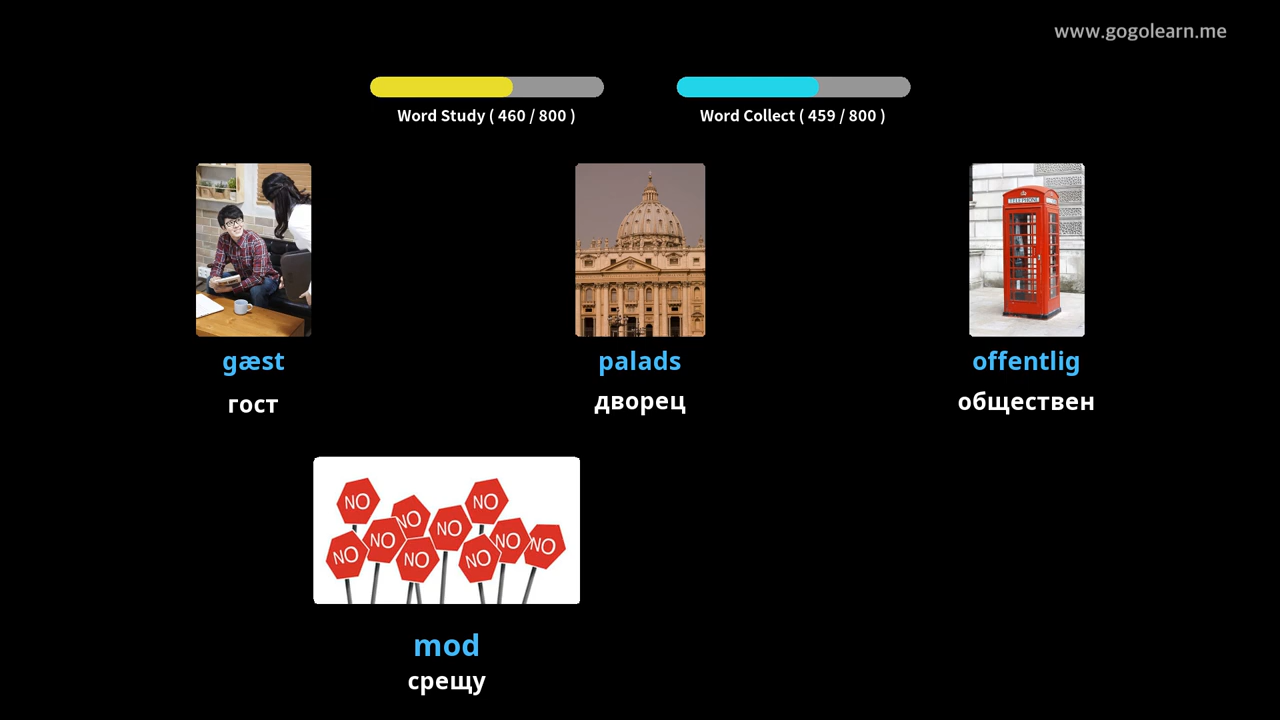 www.gogolearn.me
Word Study ( 460 / 800 )
Word Collect ( 459 / 800 )
TELEPHONE
gæst
palads
offentlig
гост
дворец
обществен
NO
NO
NO
NO
NO
NO
NO
NO
NO
NO
mod
срещу